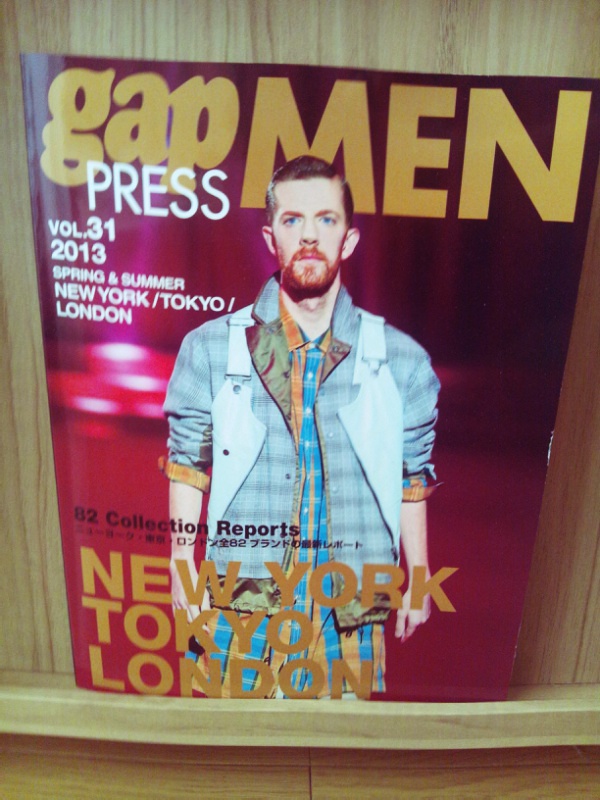 gap MEN
PRESS
VOL.31
2013
SPRING & SUMMER
NEW YORK / TOKYO /
LONDON
82 Collection Reports
ニューヨーク・東京・ロンドン全82 ブランドの最新レポート
NEW YORK
TOKYO
LONDON